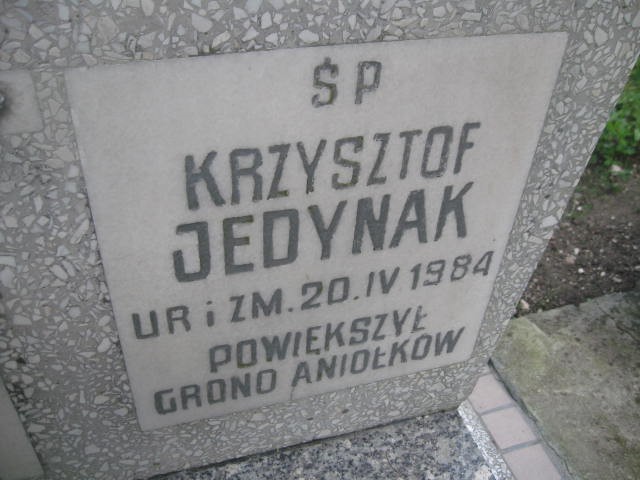 ŚP
KRZYSZTOF
JEDYNAK
UR i ZM. 20. IV 1984
POWIĘKSZYŁ
GRONO ANIOŁKÓW